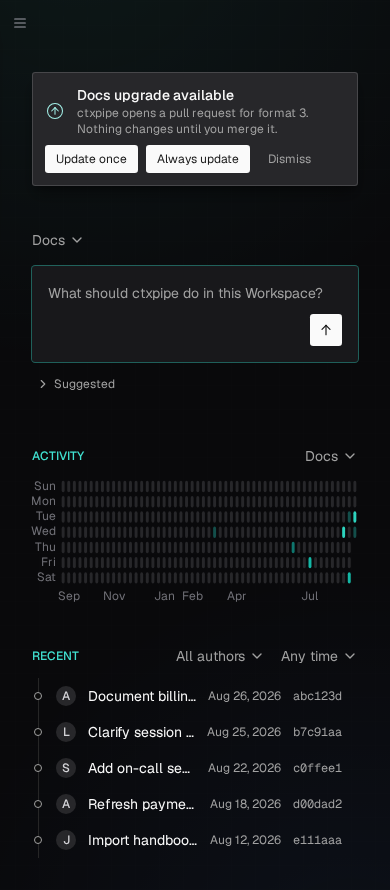 Docs upgrade available
ctxpipe opens a pull request for format 3.
Nothing changes until you merge it.
Update once Always update Dismiss
Docs
What should ctxpipe do in this Workspace?
Suggested
ACTIVITY Docs
Sun
Mon
Tue
Wed
Thu
Fri
Sat
Sep Nov Jan Feb Apr Jul
RECENT All authors Any time
A Document billin... Aug 26, 2026 abc123d
L Clarify session ... Aug 25, 2026 b7c91aa
S Add on-call se... Aug 22, 2026 c0ffee1
A Refresh payme... Aug 18, 2026 d00dad2
J Import handboo... Aug 12, 2026 e111aaa